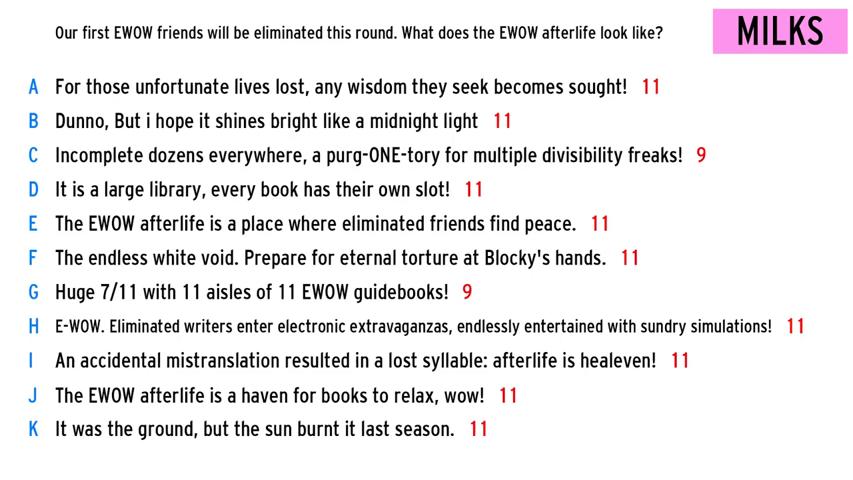 Our first EWOW friends will be eliminated this round. What does the EWOW afterlife look like?
MILKS
A For those unfortunate lives lost, any wisdom they seek becomes sought! 11
B Dunno, But i hope it shines bright like a midnight light 11
C Incomplete dozens everywhere, a purg-ONE-tory for multiple divisibility freaks! 9
D It is a large library, every book has their own slot! 11
E The EWOW afterlife is a place where eliminated friends find peace. 11
F The endless white void. Prepare for eternal torture at Blocky's hands. 11
G Huge 7/11 with 11 aisles of 11 EWOW guidebooks! 9
H E-WOW. Eliminated writers enter electronic extravaganzas, endlessly entertained with sundry simulations! 11
I An accidental mistranslation resulted in a lost syllable: afterlife is healeven! 11
J The EWOW afterlife is a haven for books to relax, wow! 11
K It was the ground, but the sun burnt it last season. 11